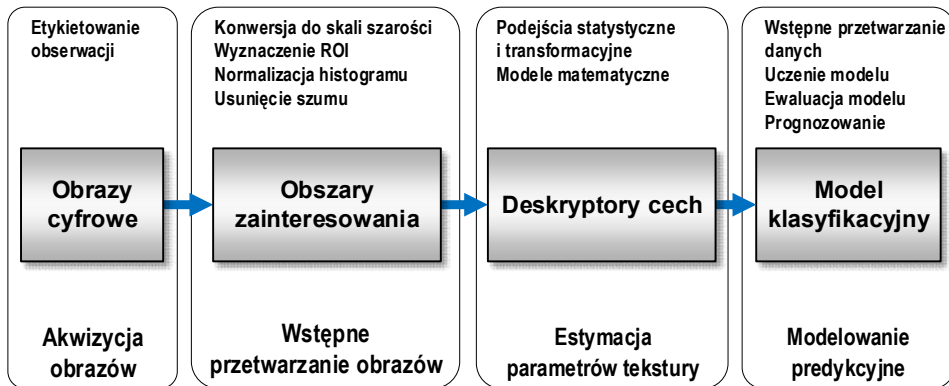 Etykietowanie
obserwacji
Obrazy
cyfrowe
Akwizycja
obrazów
Konwersja do skali szarości
Wyznaczenie ROI
Normalizacja histogramu
Usunięcie szumu
Obszary
zainteresowania
Wstępne
przetwarzanie obrazów
Podejścia statystyczne
i transformacyjne
Modele matematyczne
Deskryptory cech
Estymacja
parametrów tekstury
Wstępne przetwarzanie
danych
Uczenie modelu
Ewaluacja modelu
Prognozowanie
Model
klasyfikacyjny
Modelowanie
predykcyjne